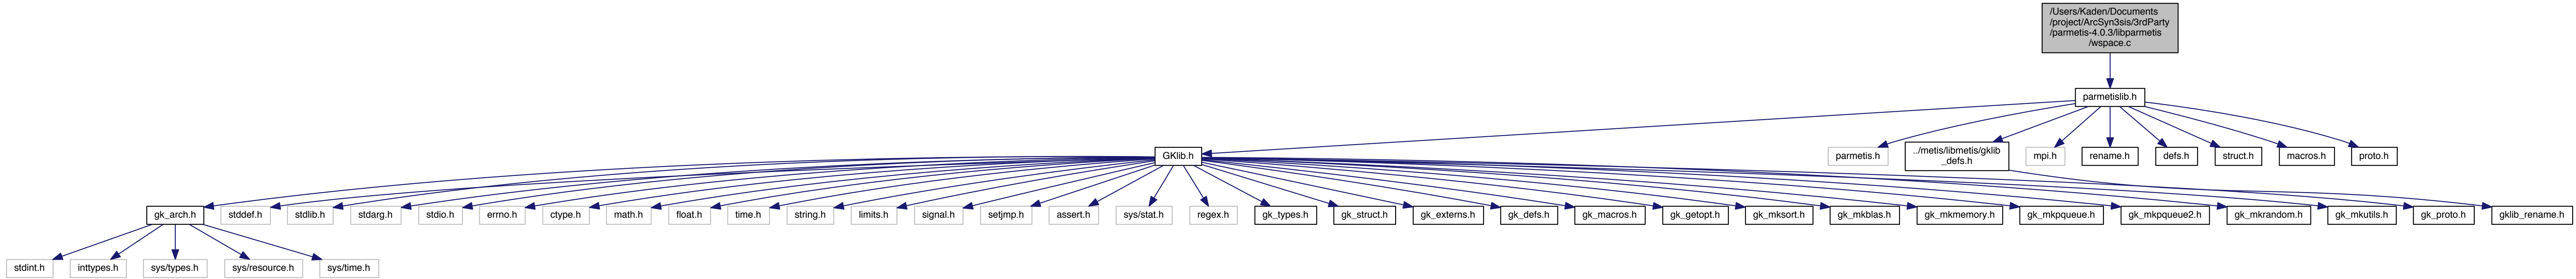 /Users/Kaden/Documents
/project/ArcSyn3sis/3rdParty
/parmetis-4.0.3/libparmetis
/wspace.c
parmetislib.h
GKlib.h
parmetis.h
../metis/libmetis/gklib
_defs.h
mpi.h
rename.h
defs.h
struct.h
macros.h
proto.h
gk_arch.h
stddef.h
stdlib.h
stdarg.h
stdio.h
errno.h
ctype.h
math.h
float.h
time.h
string.h
limits.h
signal.h
setjmp.h
assert.h
sys/stat.h
regex.h
gk_types.h
gk_struct.h
gk_externs.h
gk_defs.h
gk_macros.h
gk_getopt.h
gk_mksort.h
gk_mkblas.h
gk_mkmemory.h
gk_mkpqueue.h
gk_mkpqueue2.h
gk_mkrandom.h
gk_mkutils.h
gk_proto.h
gklib_rename.h
stdint.h
inttypes.h
sys/types.h
sys/resource.h
sys/time.h